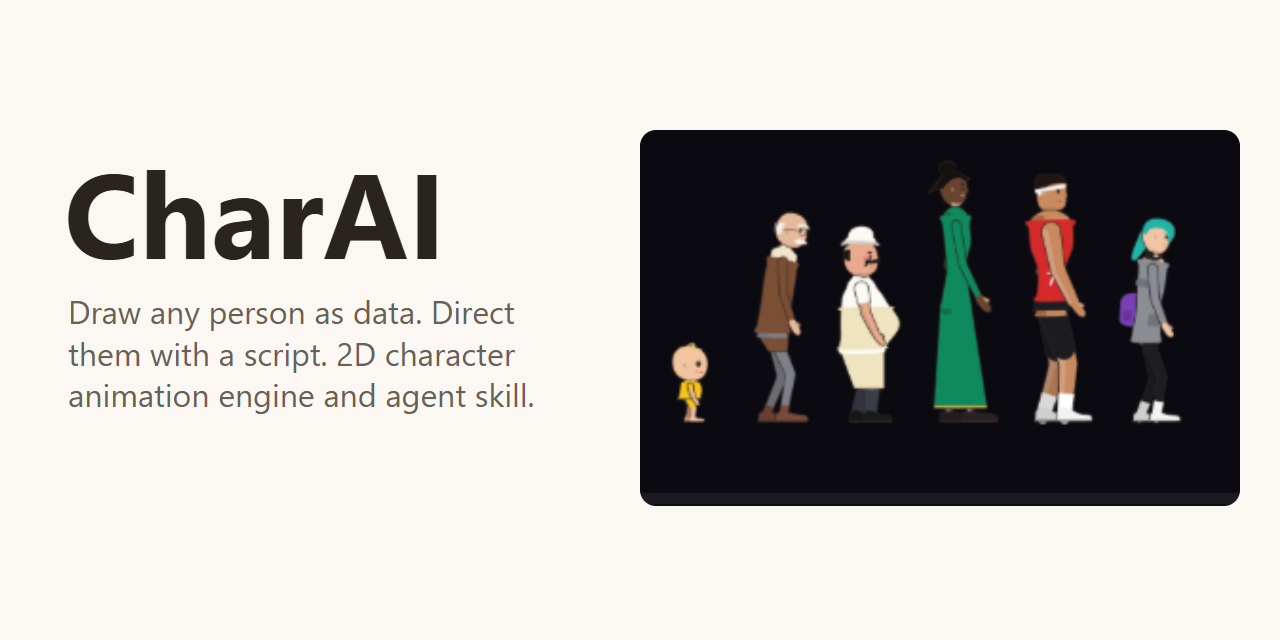 CharAI
Draw any person as data. Direct
them with a script. 2D character
animation engine and agent skill.